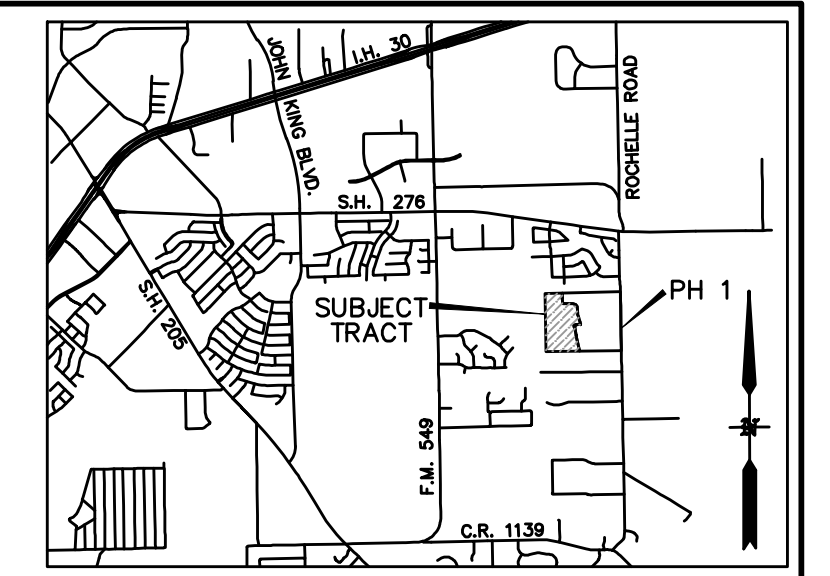 JOHN KING BLVD.
I.H. 30
ROCHELLE ROAD
S.H. 276
S.H. 205
SUBJECT
TRACT
PH 1
F.M. 549
C.R. 1139
N